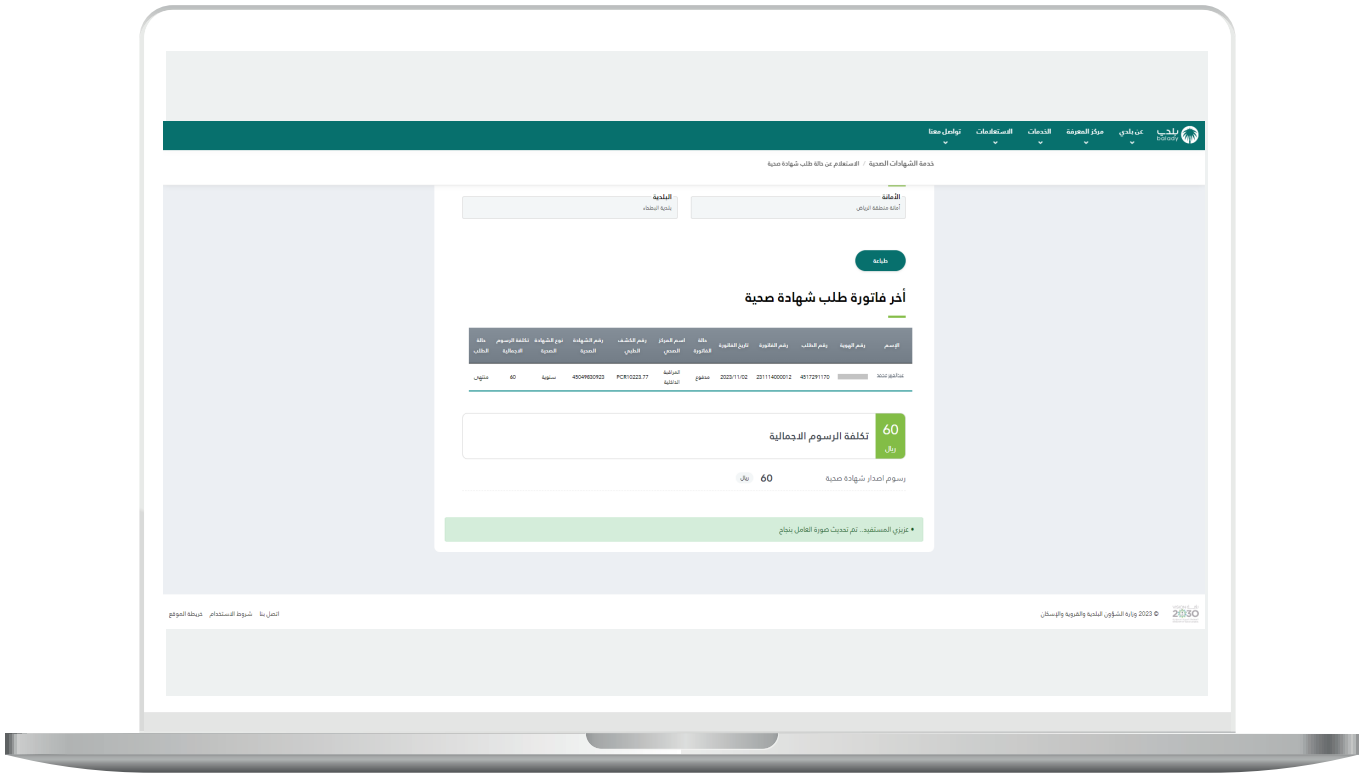 بلدي
balady
عن بلدي
مركز المعرفة
الخدمات
الاستعلامات
تواصل معنا
خدمة الشهادات الصحية / الاستعلام عن حالة طلب شهادة صحية
الأمانة
أمانة منطقة الرياض
البلدية
بلدية البطحاء
طباعة
أخر فاتورة طلب شهادة صحية
الإسم
رقم الهوية
رقم الطلب
رقم الفاتورة
تاريخ الفاتورة
حالة الفاتورة
اسم المركز الصحي
رقم الكاشف الطبي
رقم الشهادة الصحية
نوع الشهادة الصحية
تكلفة الرسوم الاجمالية
حالة الطلب
4517291170
231114000012
2023/11/02
مدفوع
المراقبة الداخلية
PCR10223.77
45049830923
سنوية
60
منتهي
60
ريال
تكلفة الرسوم الاجمالية
رسوم اصدار شهادة صحية
60 ريال
• عزيزي المستفيد.. تم تحديث صورة العامل بنجاح
2030
© 2023 وزارة الشؤون البلدية والقروية والإسكان
اتصل بنا
شروط الاستخدام
خريطة الموقع